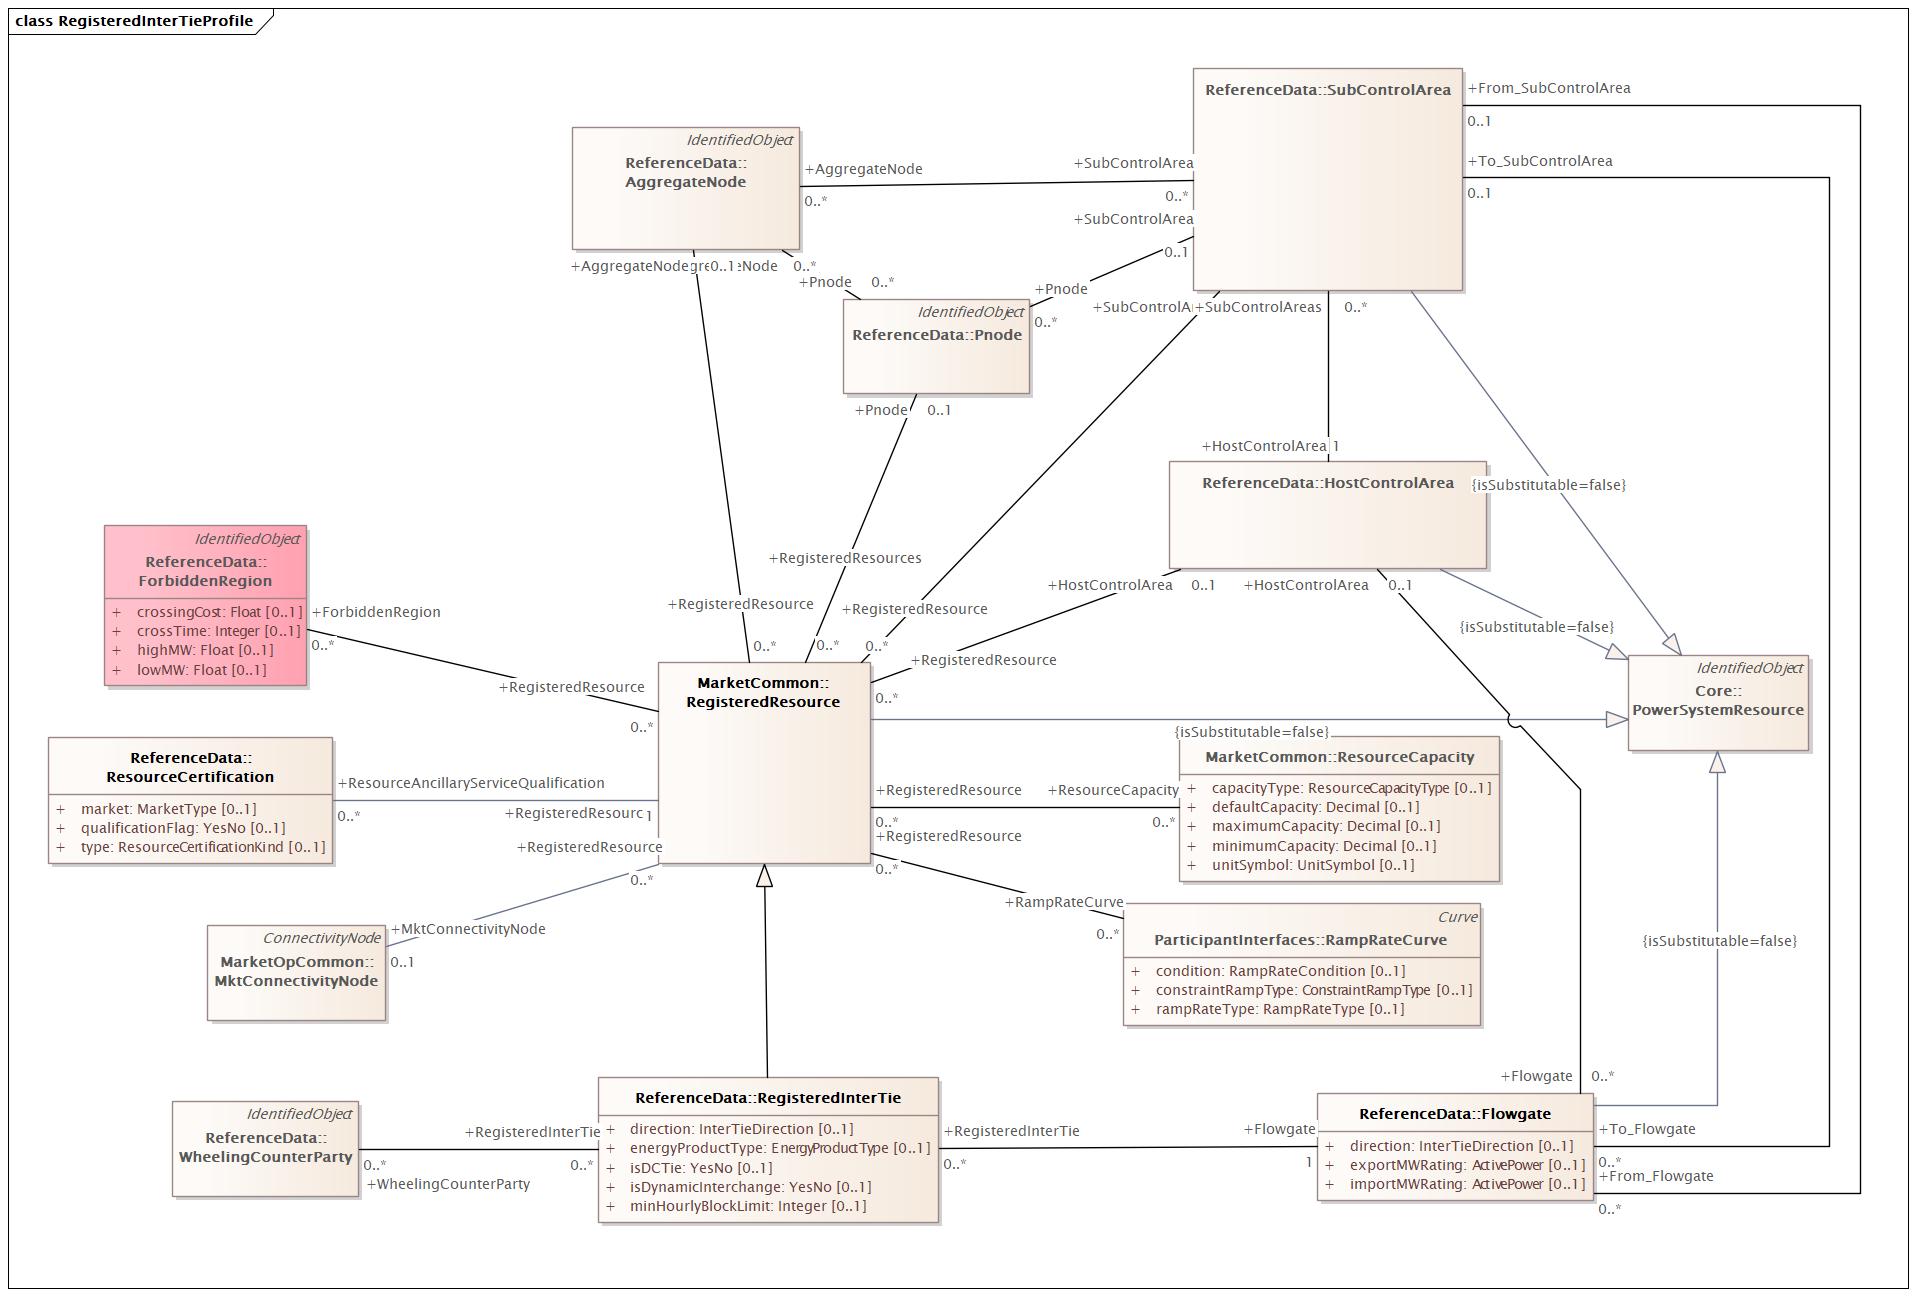 class RegisteredInterTieProfile
ReferenceData::SubControlArea
+From_SubControlArea
0..1
+To_SubControlArea
0..1
IdentifiedObject
ReferenceData::
AggregateNode
+AggregateNode
0..*
+SubControlArea
0..*
+SubControlArea
0..1
+AggregateNode
0..1
0..*
+Pnode
0..*
+Pnode
0..*
IdentifiedObject
ReferenceData::Pnode
+SubControlAreas
0..*
+Pnode
0..1
+HostControlArea
1
ReferenceData::HostControlArea
{isSubstitutable=false}
IdentifiedObject
ReferenceData::
ForbiddenRegion
+ crossingCost: Float [0..1]
+ crossTime: Integer [0..1]
+ highMW: Float [0..1]
+ lowMW: Float [0..1]
+ForbiddenRegion
0..*
+RegisteredResources
0..*
+RegisteredResource
0..*
+RegisteredResource
0..*
+HostControlArea
0..1
+HostControlArea
0..1
{isSubstitutable=false}
+RegisteredResource
0..*
+RegisteredResource
0..*
MarketCommon::
RegisteredResource
IdentifiedObject
Core::
PowerSystemResource
{isSubstitutable=false}
ReferenceData::
ResourceCertification
+ market: MarketType [0..1]
+ qualificationFlag: YesNo [0..1]
+ type: ResourceCertificationKind [0..1]
+ResourceAncillaryServiceQualification
0..*
+RegisteredResourc
1
+RegisteredResource
0..*
MarketCommon::ResourceCapacity
+ capacityType: ResourceCapacityType [0..1]
+ defaultCapacity: Decimal [0..1]
+ maximumCapacity: Decimal [0..1]
+ minimumCapacity: Decimal [0..1]
+ unitSymbol: UnitSymbol [0..1]
+RegisteredResource
0..*
+ResourceCapacity
0..*
+RegisteredResource
0..*
+RampRateCurve
0..*
Curve
ParticipantInterfaces::RampRateCurve
+ condition: RampRateCondition [0..1]
+ constraintRampType: ConstraintRampType [0..1]
+ rampRateType: RampRateType [0..1]
ConnectivityNode
MarketOpCommon::
MktConnectivityNode
+MktConnectivityNode
0..1
{isSubstitutable=false}
IdentifiedObject
ReferenceData::
WheelingCounterParty
0..*
+WheelingCounterParty
+RegisteredInterTie
0..*
ReferenceData::RegisteredInterTie
+ direction: InterTieDirection [0..1]
+ energyProductType: EnergyProductType [0..1]
+ isDCTie: YesNo [0..1]
+ isDynamicInterchange: YesNo [0..1]
+ minHourlyBlockLimit: Integer [0..1]
+RegisteredInterTie
0..*
+Flowgate
1
+Flowgate
0..*
ReferenceData::Flowgate
+ direction: InterTieDirection [0..1]
+ exportMWRating: ActivePower [0..1]
+ importMWRating: ActivePower [0..1]
+To_Flowgate
0..*
+From_Flowgate
0..*